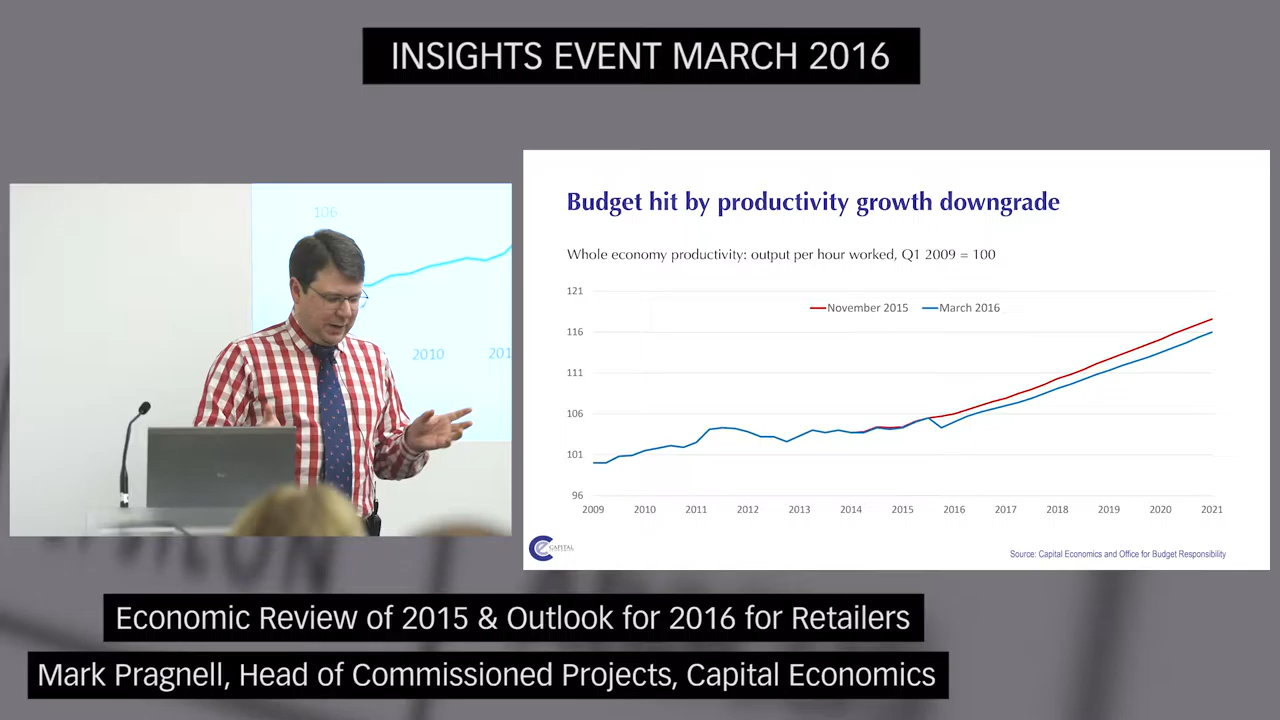 INSIGHTS EVENT MARCH 2016
106
2010
201
Budget hit by productivity growth downgrade
Whole economy productivity: output per hour worked, Q1 2009 = 100
121
November 2015 March 2016
116
111
106
101
96
2009 2010 2011 2012 2013 2014 2015 2016 2017 2018 2019 2020 2021
CAPITAL
Source: Capital Economics and Office for Budget Responsibility
Economic Review of 2015 & Outlook for 2016 for Retailers
Mark Pragnell, Head of Commissioned Projects, Capital Economics